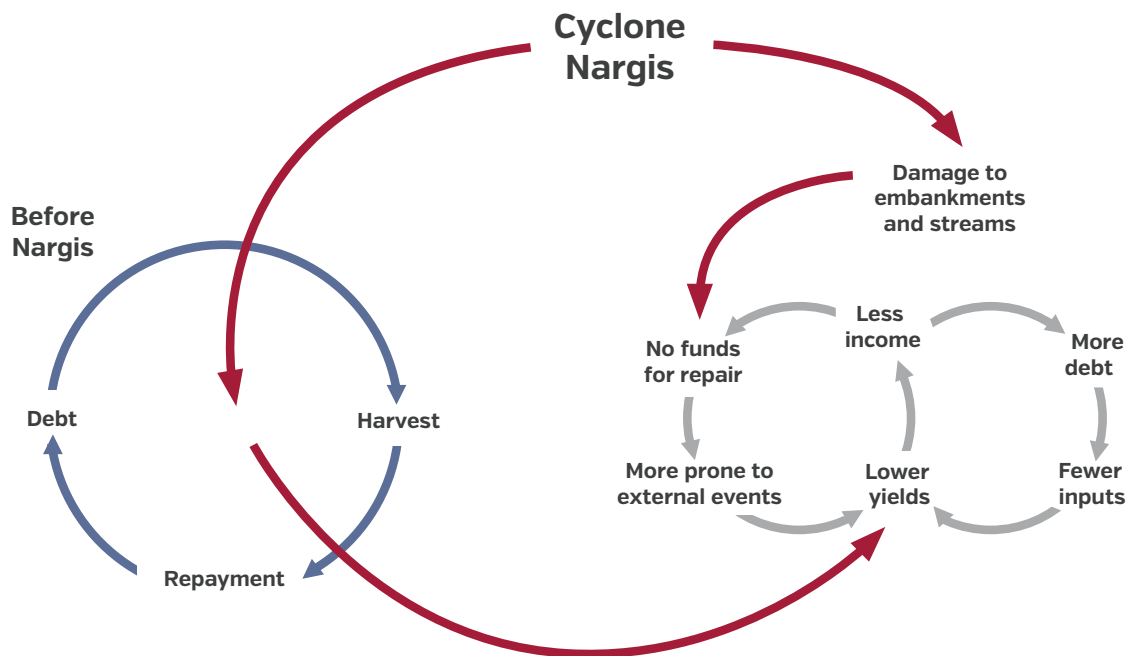 Cyclone
Nargis
Damage to
embankments
and streams
Before
Nargis
Less
income
No funds
for repair
More
debt
Debt
Harvest
More prone to
external events
Lower
yields
Fewer
inputs
Repayment